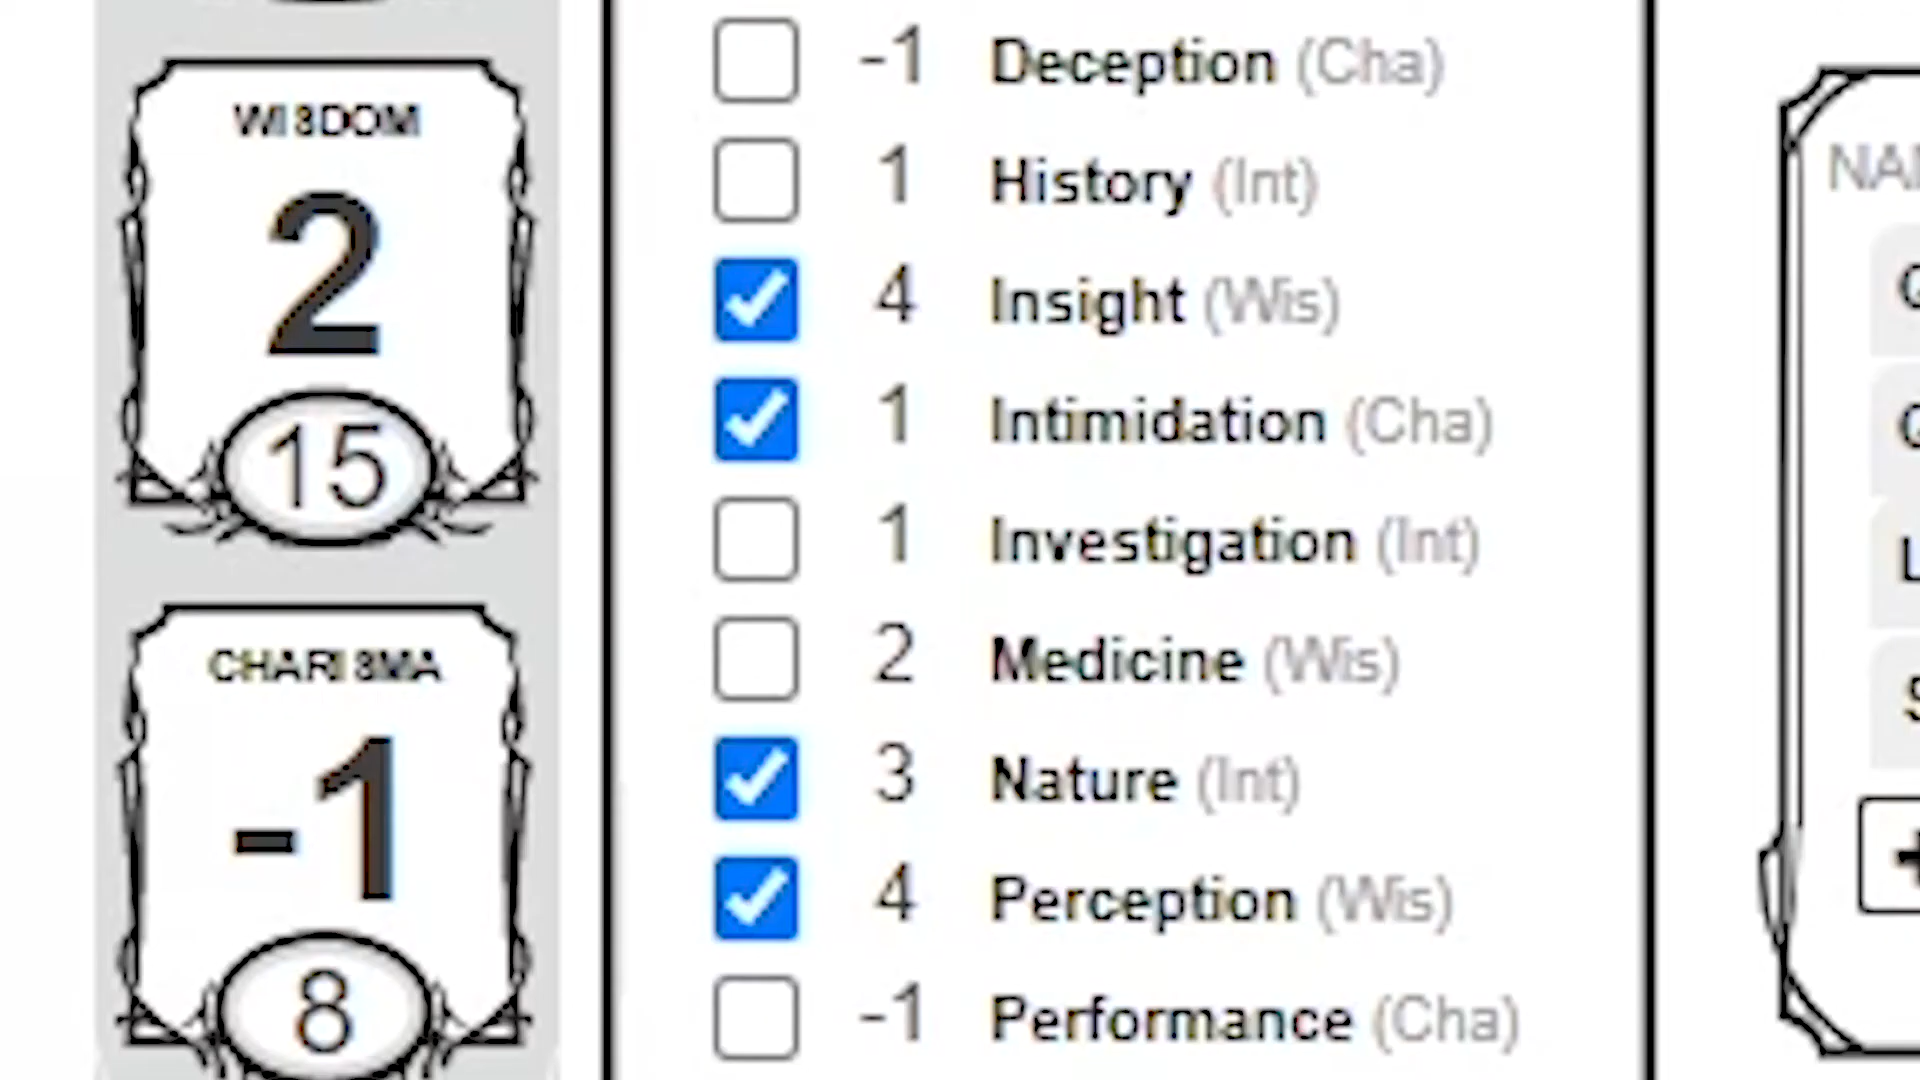 WISDOM
2
15
CHARISMA
-1
8
-1 Deception (Cha)
1 History (Int)
4 Insight (Wis)
1 Intimidation (Cha)
1 Investigation (Int)
2 Medicine (Wis)
3 Nature (Int)
4 Perception (Wis)
-1 Performance (Cha)